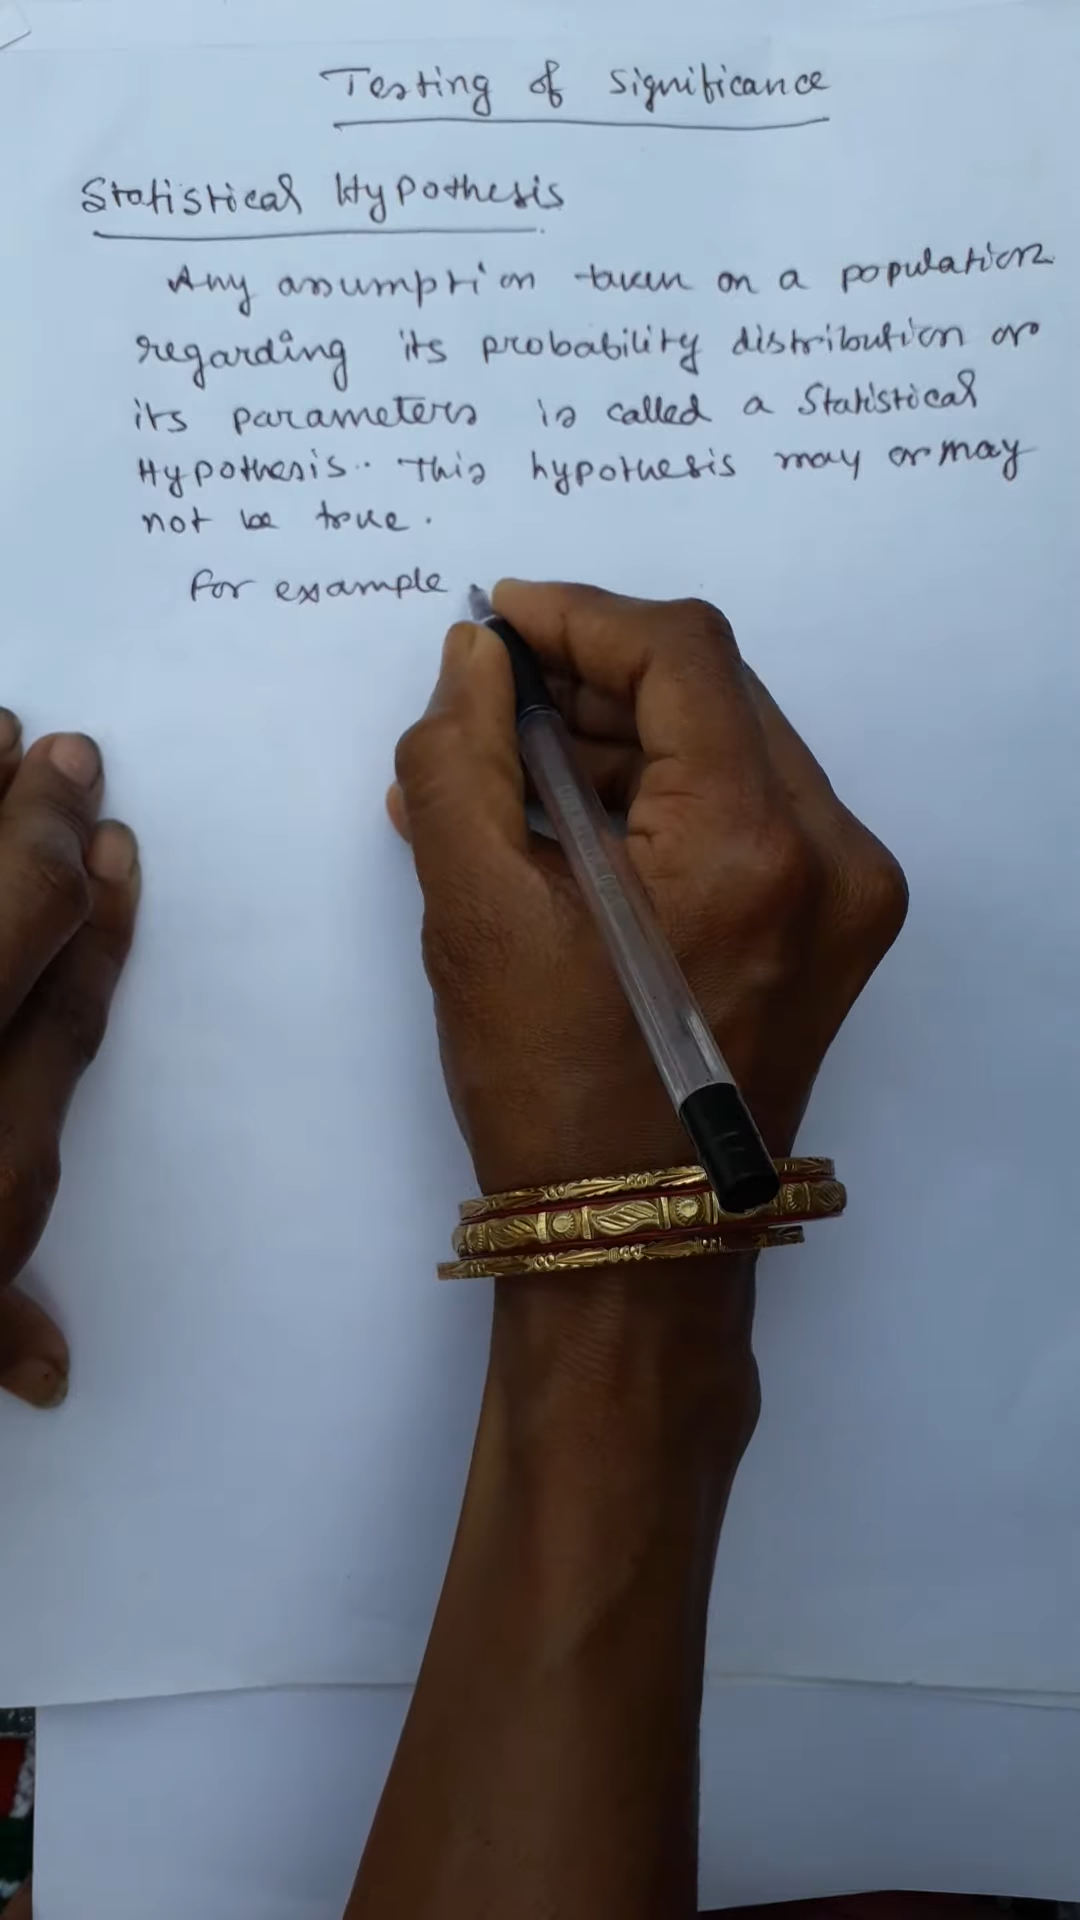 Testing of significance
Statistical Hypothesis
Any assumption taken on a population
regarding its probability distribution or
its parameters is called a Statistical
Hypothesis. This hypothesis may or may
not be true.
For example